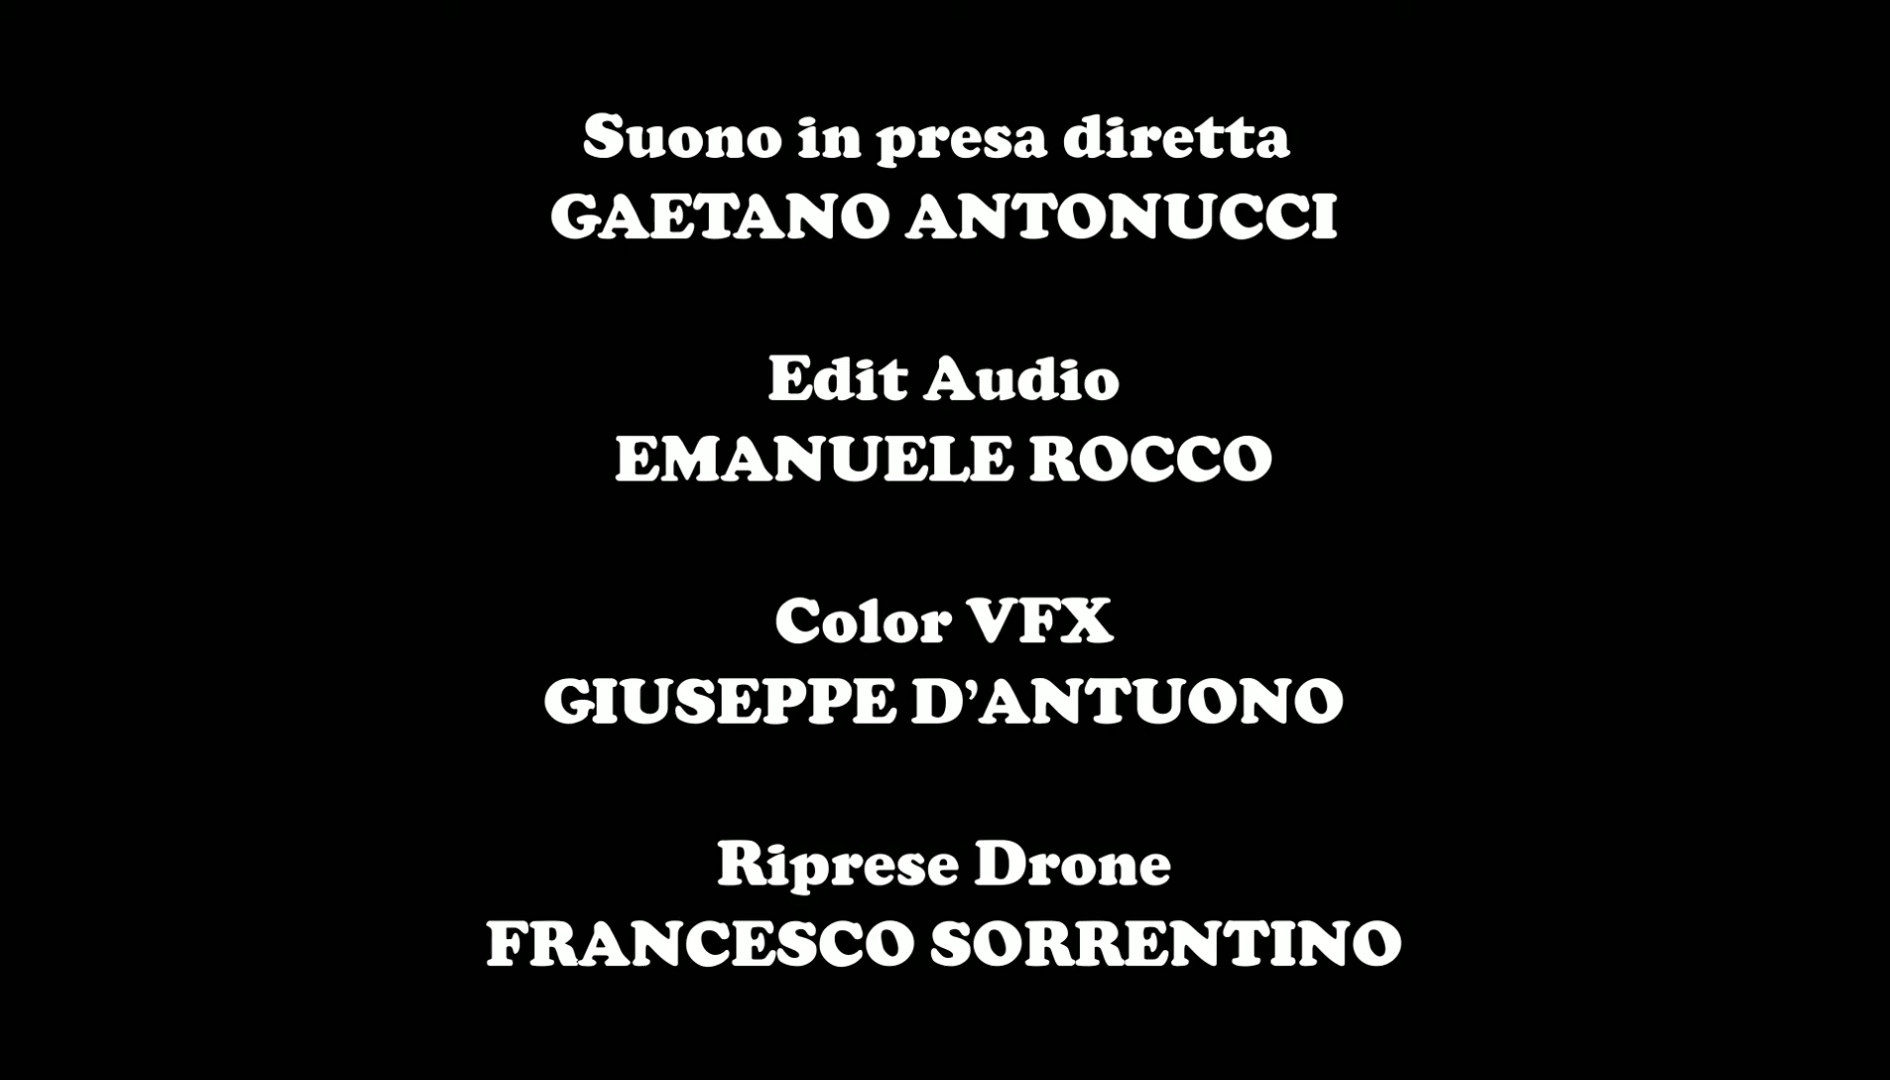 Suono in presa diretta
GAETANO ANTONUCCI
Edit Audio
EMANUELE ROCCO
Color VFX
GIUSEPPE D’ANTUONO
Riprese Drone
FRANCESCO SORRENTINO